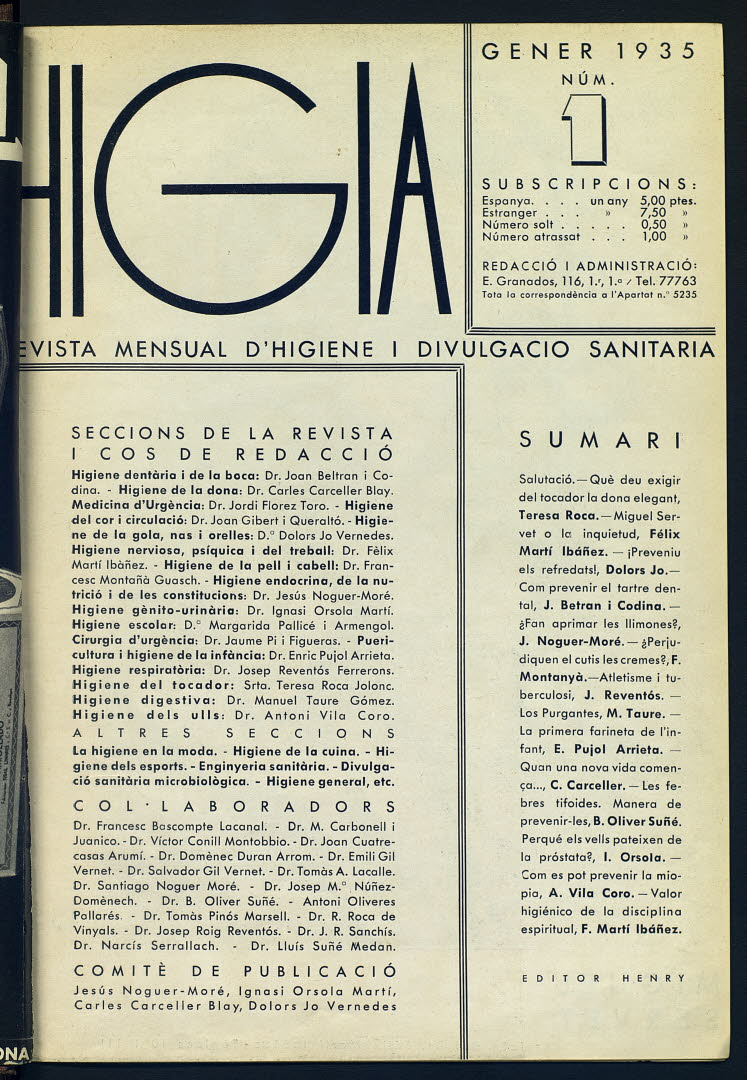 HIGIA
GENER 1935
NÚM.
1
SUBSCRIPCIONS:
Espanya. . . . un any 5,00 ptes.
Estranger . . . » 7,50 »
Número solt . . . . . 0,50 »
Número atrassat . . . 1,00 »
REDACCIÓ I ADMINISTRACIÓ:
E. Granados, 116, 1.r, 1.a / Tel. 77763
Tota la correspondència a l'Apartat n.º 5235
EVISTA MENSUAL D'HIGIENE I DIVULGACIO SANITARIA
SECCIONS DE LA REVISTA
I COS DE REDACCIÓ
Higiene dentària i de la boca: Dr. Joan Beltran i Co-
dina. - Higiene de la dona: Dr. Carles Carceller Blay.
Medicina d'Urgència: Dr. Jordi Florez Toro. - Higiene
del cor i circulació: Dr. Joan Gibert i Queraltó. - Higie-
ne de la gola, nas i orelles: D.ª Dolors Jo Vernedes.
Higiene nerviosa, psíquica i del treball: Dr. Fèlix
Martí Ibàñez. - Higiene de la pell i cabell: Dr. Fran-
cesc Montañà Guasch. - Higiene endocrina, de la nu-
trició i de les constitucions: Dr. Jesús Noguer-Moré.
Higiene gènito-urinària: Dr. Ignasi Orsola Martí.
Higiene escolar: D.ª Margarida Pallicé i Armengol.
Cirurgia d'urgència: Dr. Jaume Pi i Figueras. - Pueri-
cultura i higiene de la infància: Dr. Enric Pujol Arrieta.
Higiene respiratòria: Dr. Josep Reventós Ferrerons.
Higiene del tocador: Srta. Teresa Roca Jolonc.
Higiene digestiva: Dr. Manuel Taure Gómez.
Higiene dels ulls: Dr. Antoni Vila Coro.
ALTRES SECCIONS
La higiene en la moda. - Higiene de la cuina. - Hi-
giene dels esports. - Enginyeria sanitària. - Divulga-
ció sanitària microbiològica. - Higiene general, etc.
COL·LABORADORS
Dr. Francesc Bascompte Lacanal. - Dr. M. Carbonell i
Juanico. - Dr. Víctor Conill Montobbio. - Dr. Joan Cuatre-
casas Arumí. - Dr. Domènec Duran Arrom. - Dr. Emili Gil
Vernet. - Dr. Salvador Gil Vernet. - Dr. Tomàs A. Lacalle.
Dr. Santiago Noguer Moré. - Dr. Josep M.ª Núñez-
Domènech. - Dr. B. Oliver Suñé. - Antoni Oliveres
Pallarés. - Dr. Tomàs Pinós Marsell. - Dr. R. Roca de
Vinyals. - Dr. Josep Roig Reventós. - Dr. J. R. Sanchís.
Dr. Narcís Serrallach. - Dr. Lluís Suñé Medan.
COMITÈ DE PUBLICACIÓ
Jesús Noguer-Moré, Ignasi Orsola Martí,
Carles Carceller Blay, Dolors Jo Vernedes
SUMARI
Salutació. — Què deu exigir
del tocador la dona elegant,
Teresa Roca. — Miguel Ser-
vet o la inquietud, Félix
Martí Ibáñez. — ¡Preveniu
els refredats!, Dolors Jo. —
Com prevenir el tartre den-
tal, J. Betran i Codina. —
¿Fan aprimar les llimones?,
J. Noguer-Moré. — ¿Perju-
diquen el cutis les cremes?, F.
Montanyà. — Atletisme i tu-
berculosi, J. Reventós. —
Los Purgantes, M. Taure. —
La primera farineta de l'in-
fant, E. Pujol Arrieta. —
Quan una nova vida comen-
ça..., C. Carceller. — Les fe-
bres tifoides. Manera de
prevenir-les, B. Oliver Suñé.
Perquè els vells pateixen de
la próstata?, I. Orsola. —
Com es pot prevenir la mio-
pia, A. Vila Coro. — Valor
higiénico de la disciplina
espiritual, F. Martí Ibáñez.
EDITOR HENRY
ONA